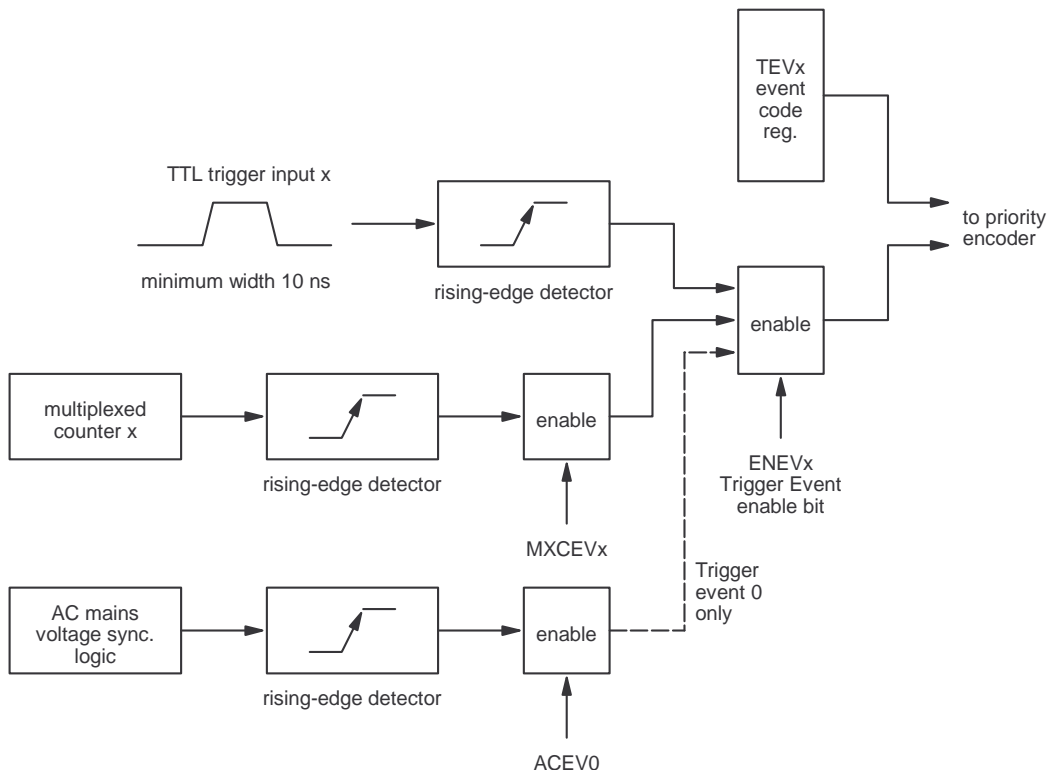 TEVx
event
code
reg.
TTL trigger input x
to priority
encoder
minimum width 10 ns
rising-edge detector
enable
multiplexed
counter x
enable
rising-edge detector
ENEVx
Trigger Event
enable bit
MXCEVx
Trigger
event 0
only
AC mains
voltage sync.
logic
enable
rising-edge detector
ACEV0